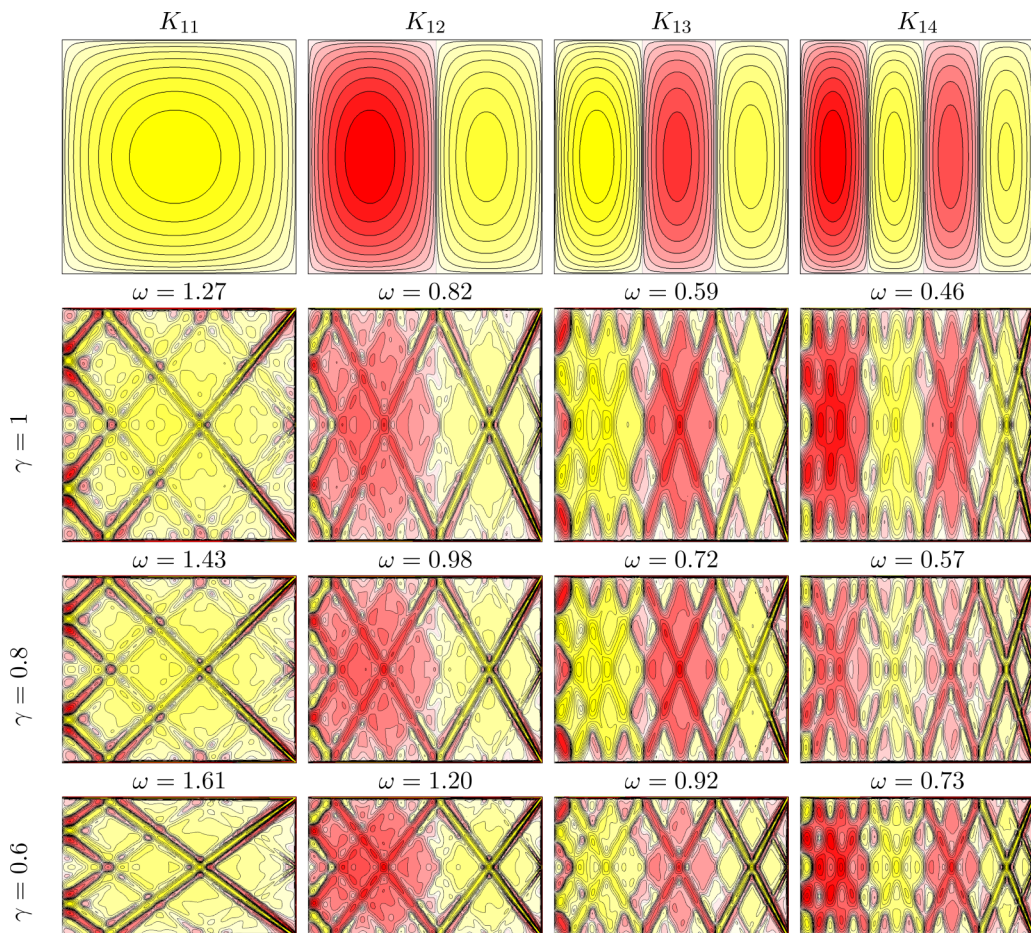 K₁₁ K₁₂ K₁₃ K₁₄
ω = 1.27 ω = 0.82 ω = 0.59 ω = 0.46
γ = 1
ω = 1.43 ω = 0.98 ω = 0.72 ω = 0.57
γ = 0.8
ω = 1.61 ω = 1.20 ω = 0.92 ω = 0.73
γ = 0.6